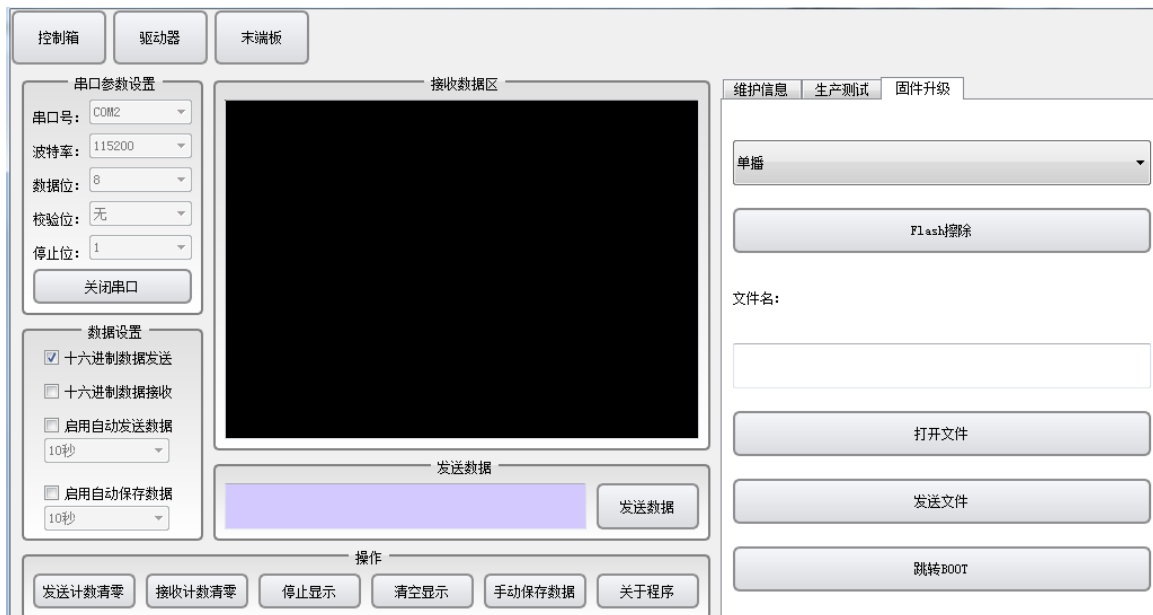 控制箱
驱动器
末端板
串口参数设置
串口号: COM2
波特率: 115200
数据位: 8
校验位: 无
停止位: 1
关闭串口
数据设置
十六进制数据发送
十六进制数据接收
启用自动发送数据
10秒
启用自动保存数据
10秒
接收数据区
发送数据
发送数据
操作
发送计数清零
接收计数清零
停止显示
清空显示
手动保存数据
关于程序
维护信息
生产测试
固件升级
单播
Flash擦除
文件名:
打开文件
发送文件
跳转BOOT